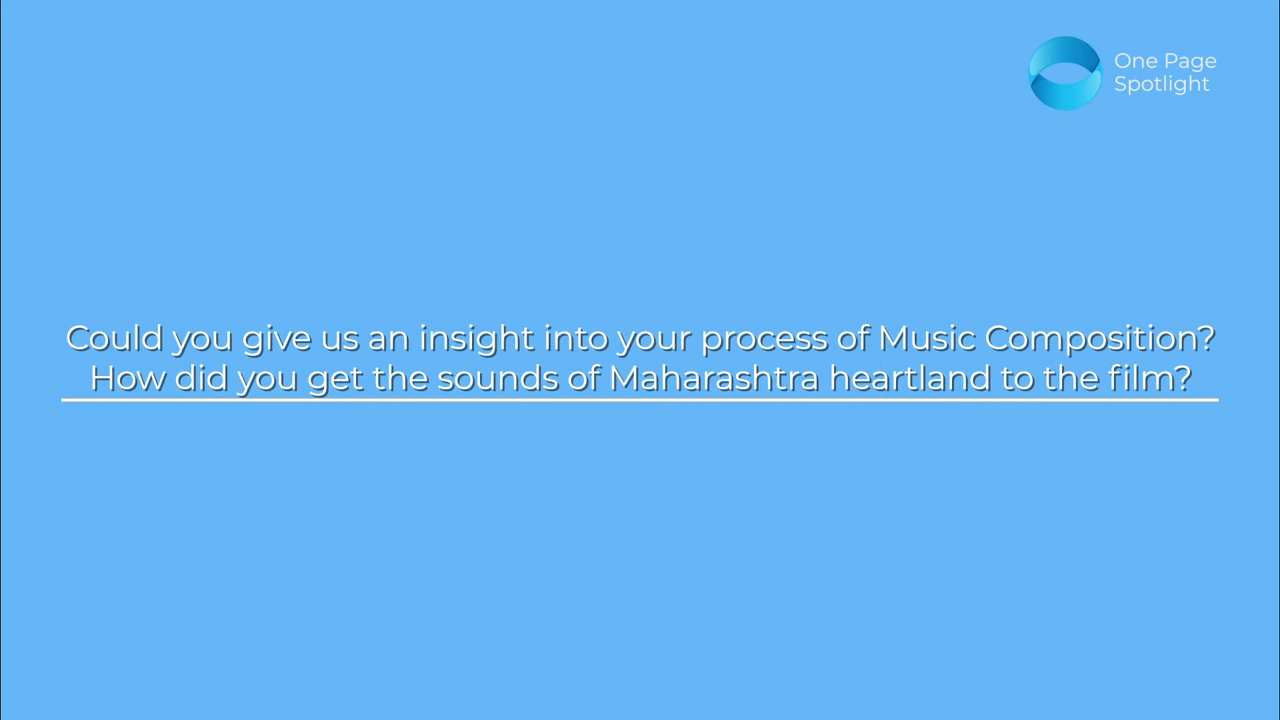 One Page
Spotlight
Could you give us an insight into your process of Music Composition?
How did you get the sounds of Maharashtra heartland to the film?